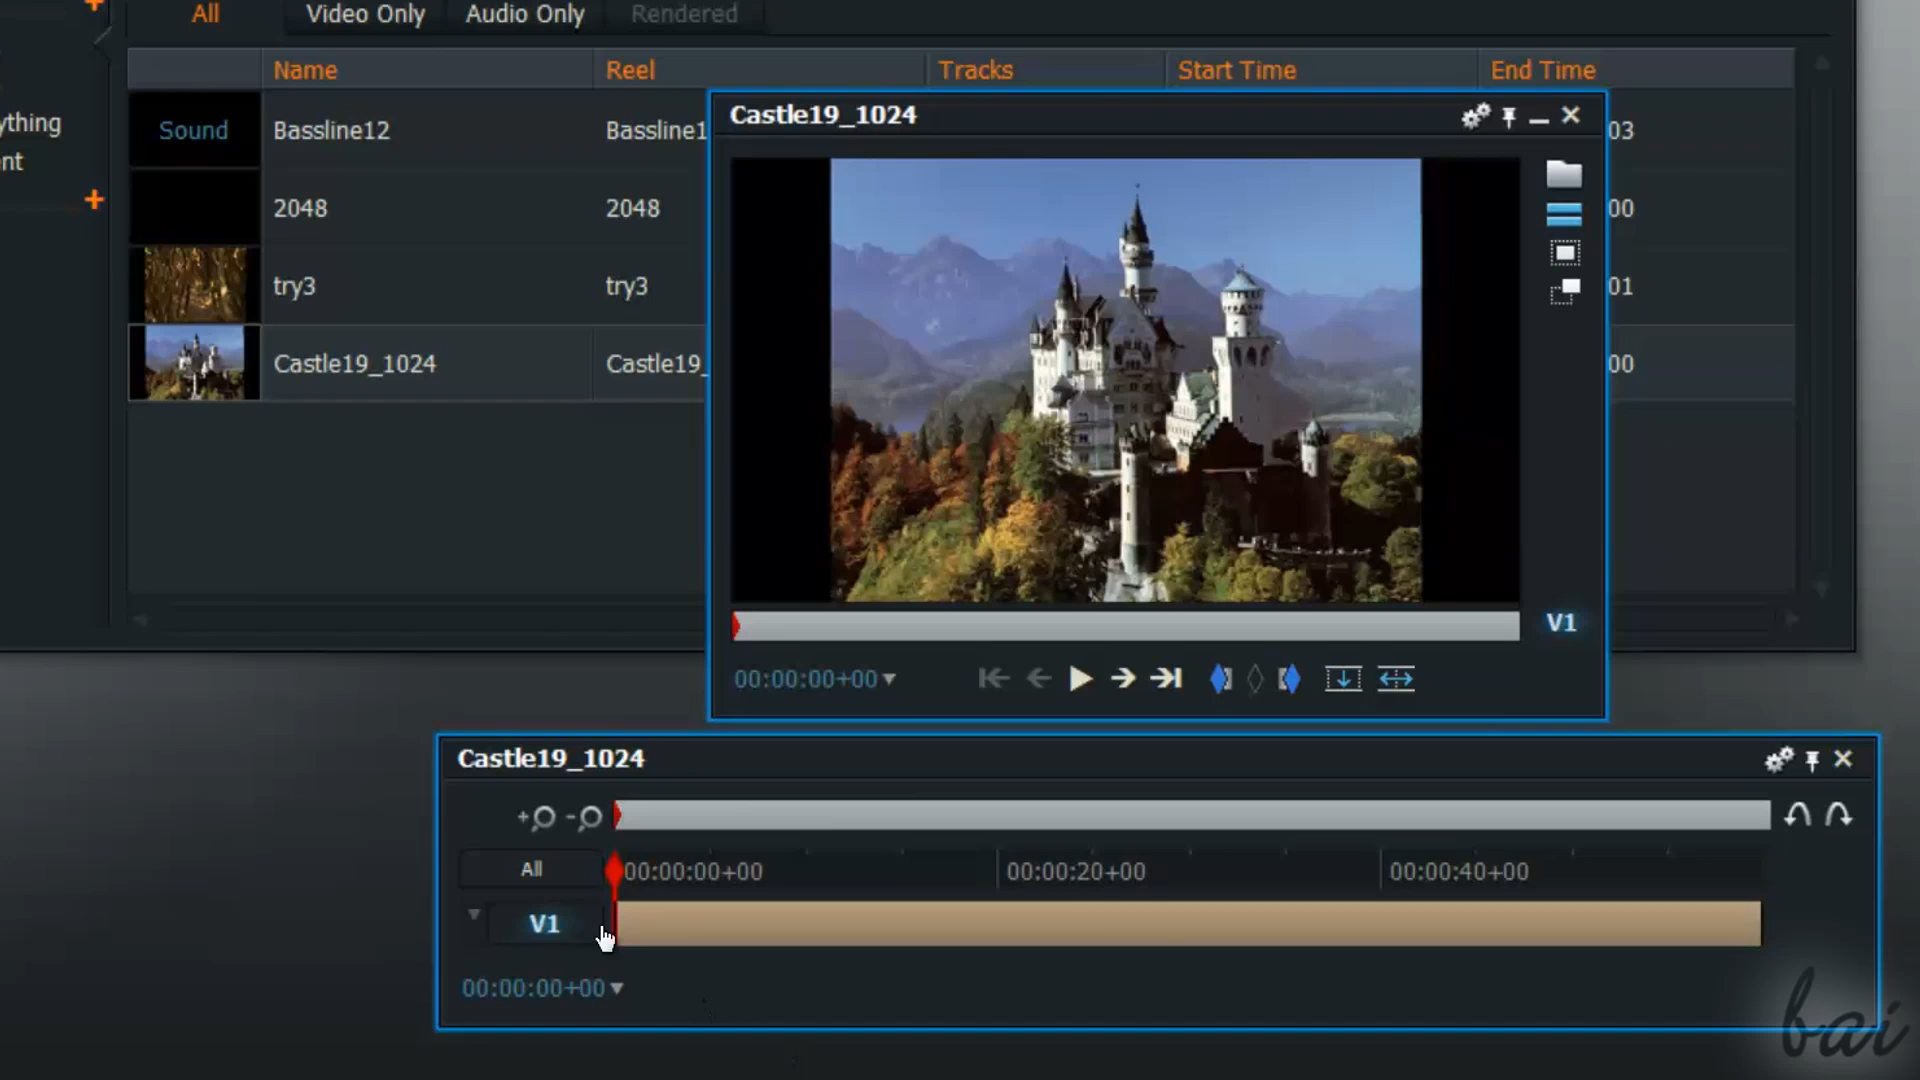 All Video Only Audio Only Rendered
Name Reel Tracks Start Time End Time
ything
ent
Sound Bassline12 Bassline1 03
2048 2048 00
try3 try3 01
Castle19_1024 Castle19_ 00
Castle19_1024
V1
00:00:00+00
Castle19_1024
All 00:00:00+00 00:00:20+00 00:00:40+00
V1
00:00:00+00
bai